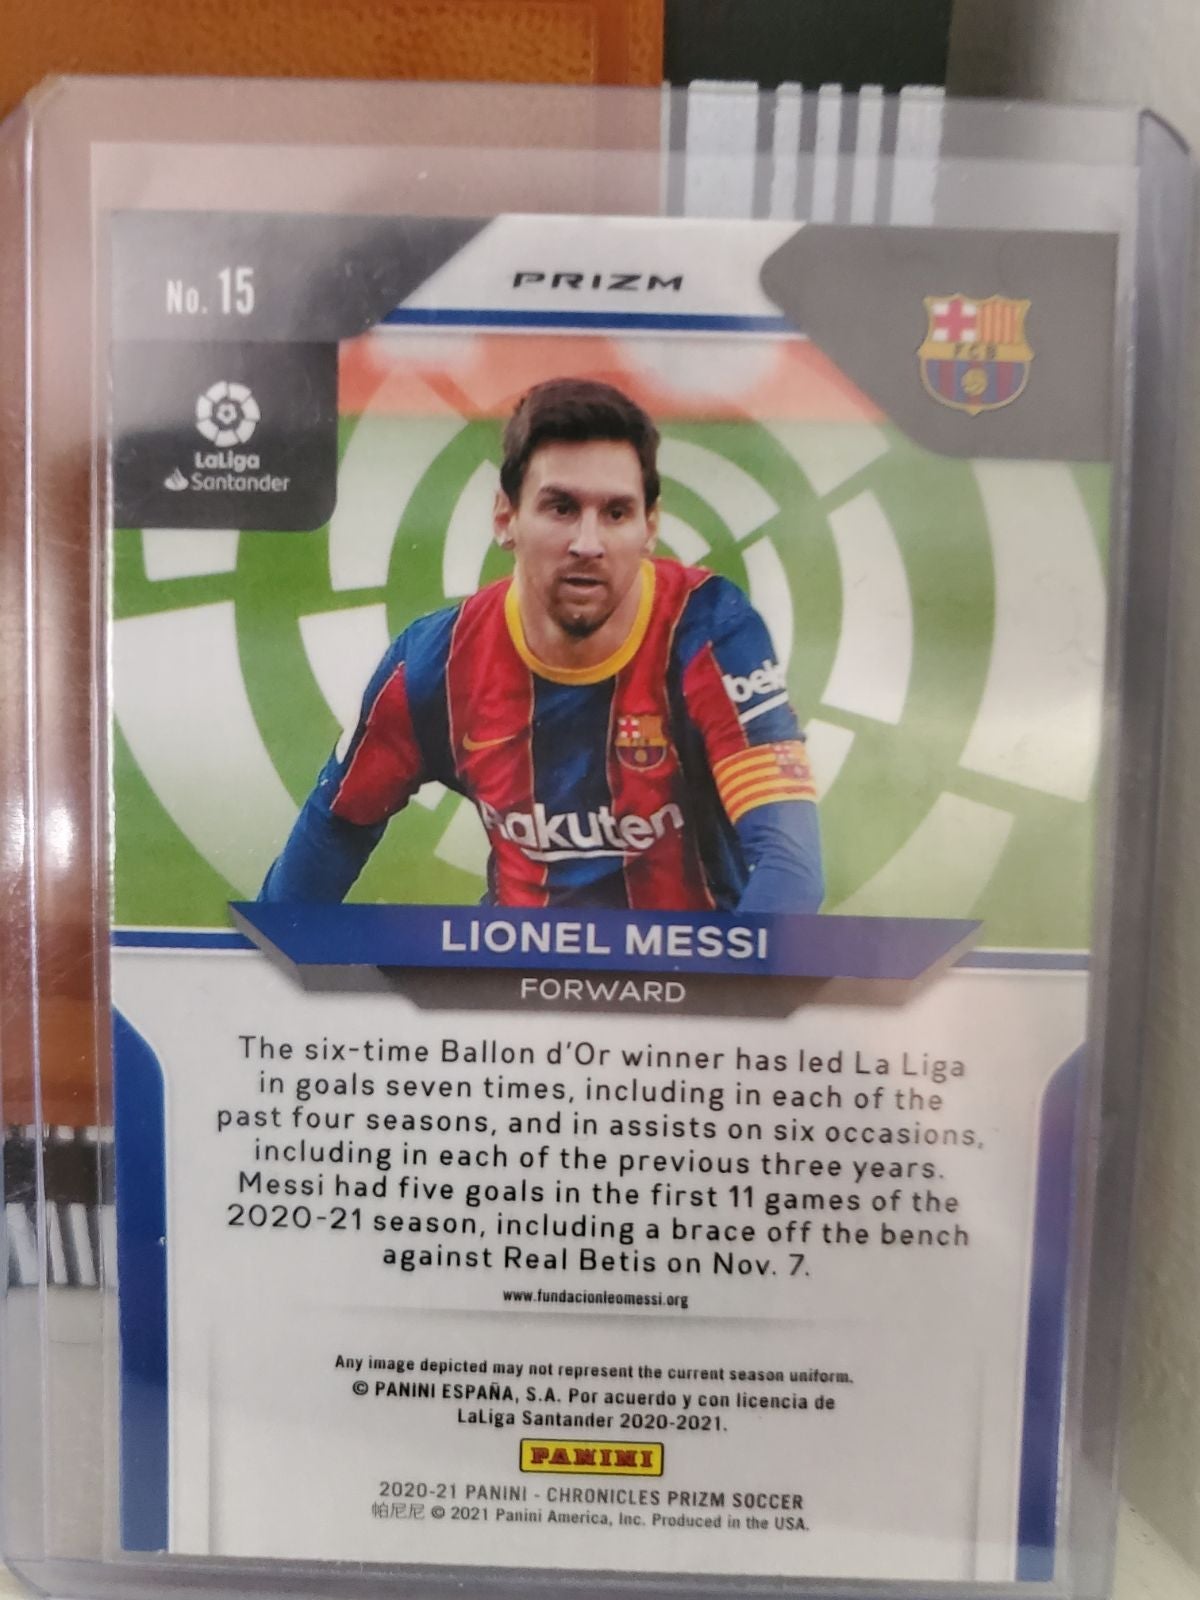 No. 15
PRIZM
FCB
LaLiga
Santander
beko
Rakuten
LIONEL MESSI
FORWARD
The six-time Ballon d'Or winner has led La Liga
in goals seven times, including in each of the
past four seasons, and in assists on six occasions,
including in each of the previous three years.
Messi had five goals in the first 11 games of the
2020-21 season, including a brace off the bench
against Real Betis on Nov. 7.
www.fundacionleomessi.org
Any image depicted may not represent the current season uniform.
© PANINI ESPAÑA, S.A. Por acuerdo y con licencia de
LaLiga Santander 2020-2021.
PANINI
2020-21 PANINI - CHRONICLES PRIZM SOCCER
帕尼尼 © 2021 Panini America, Inc. Produced in the USA.